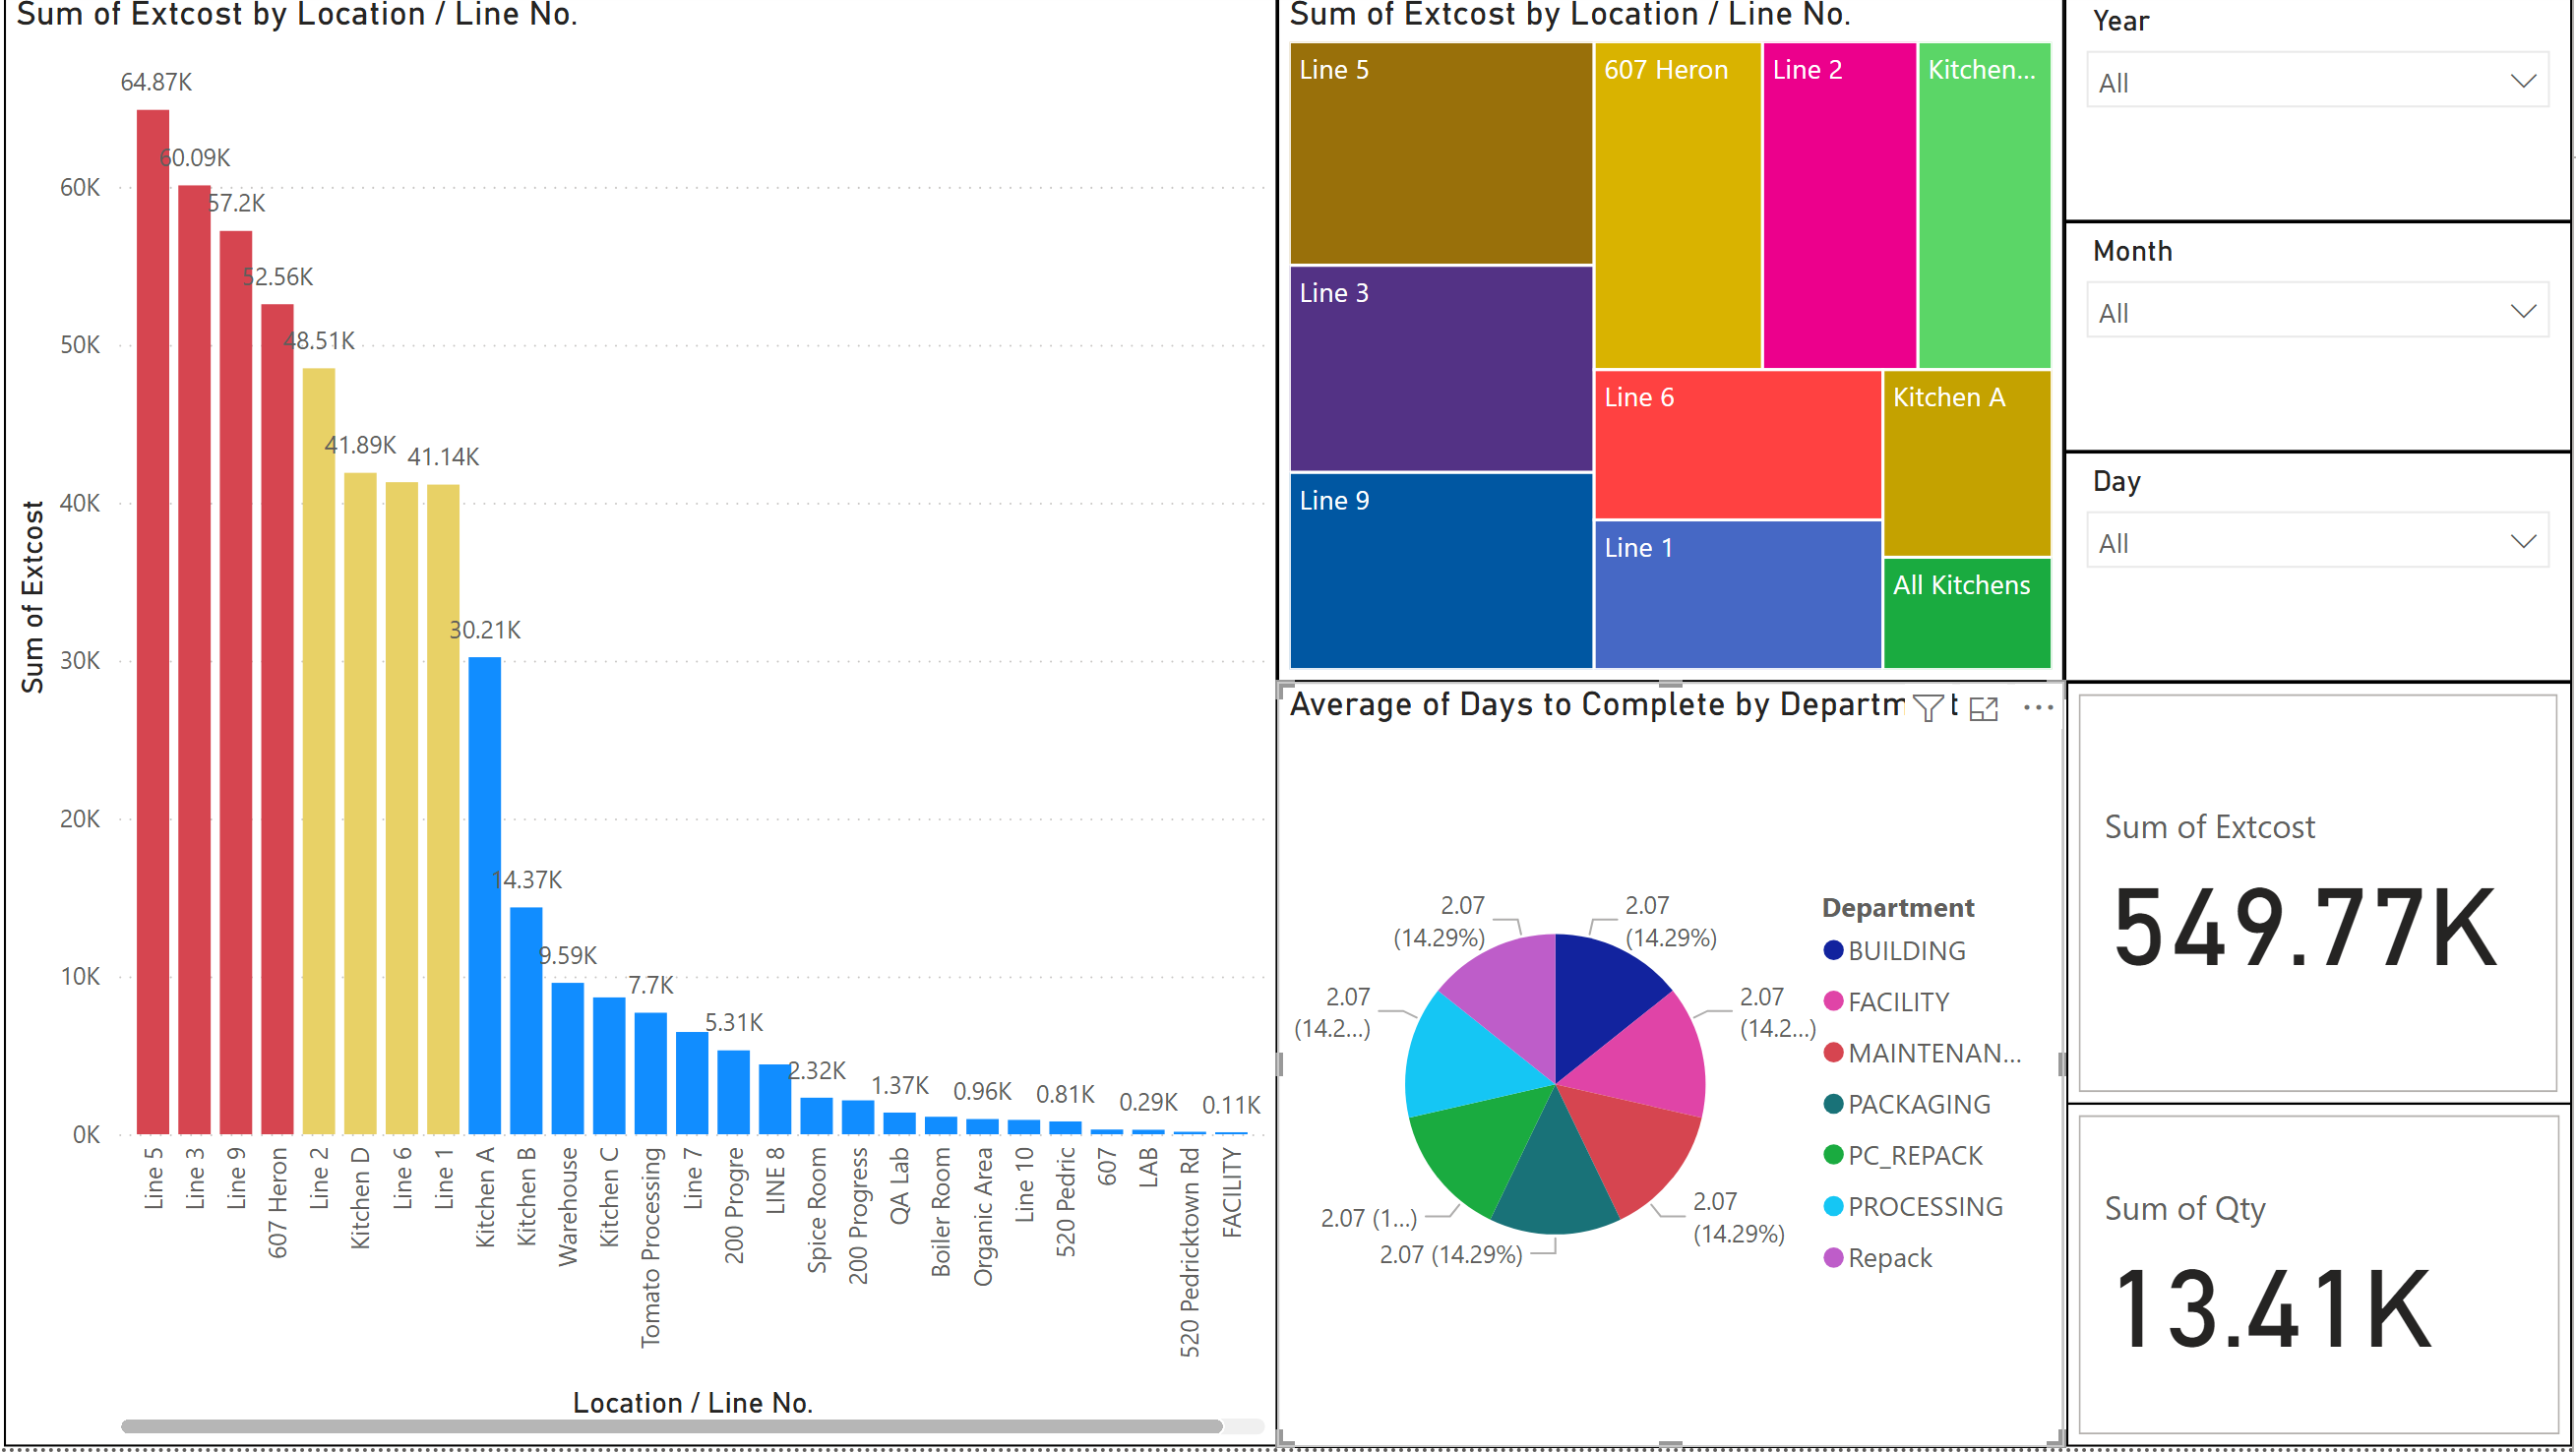 Sum of Extcost by Location / Line No.
64.87K
60.09K
57.2K
52.56K
48.51K
41.89K
41.14K
30.21K
14.37K
9.59K
7.7K
5.31K
2.32K
1.37K
0.96K
0.81K
0.29K
0.11K
60K
50K
40K
30K
20K
10K
0K
Sum of Extcost
Line 5
Line 3
Line 9
607 Heron
Line 2
Kitchen D
Line 6
Line 1
Kitchen A
Kitchen B
Warehouse
Kitchen C
Tomato Processing
Line 7
200 Progre
LINE 8
Spice Room
200 Progress
QA Lab
Boiler Room
Organic Area
Line 10
520 Pedric
607
LAB
520 Pedricktown Rd
FACILITY
Location / Line No.
Sum of Extcost by Location / Line No.
Line 5
607 Heron
Line 2
Kitchen...
Line 3
Line 6
Kitchen A
Line 9
Line 1
All Kitchens
Average of Days to Complete by Departm t
2.07
(14.29%)
2.07
(14.2...)
2.07
(14.29%)
2.07 (14.29%)
2.07 (1...)
2.07
(14.2...)
2.07
(14.29%)
Department
BUILDING
FACILITY
MAINTENAN...
PACKAGING
PC_REPACK
PROCESSING
Repack
Year
All
Month
All
Day
All
Sum of Extcost
549.77K
Sum of Qty
13.41K